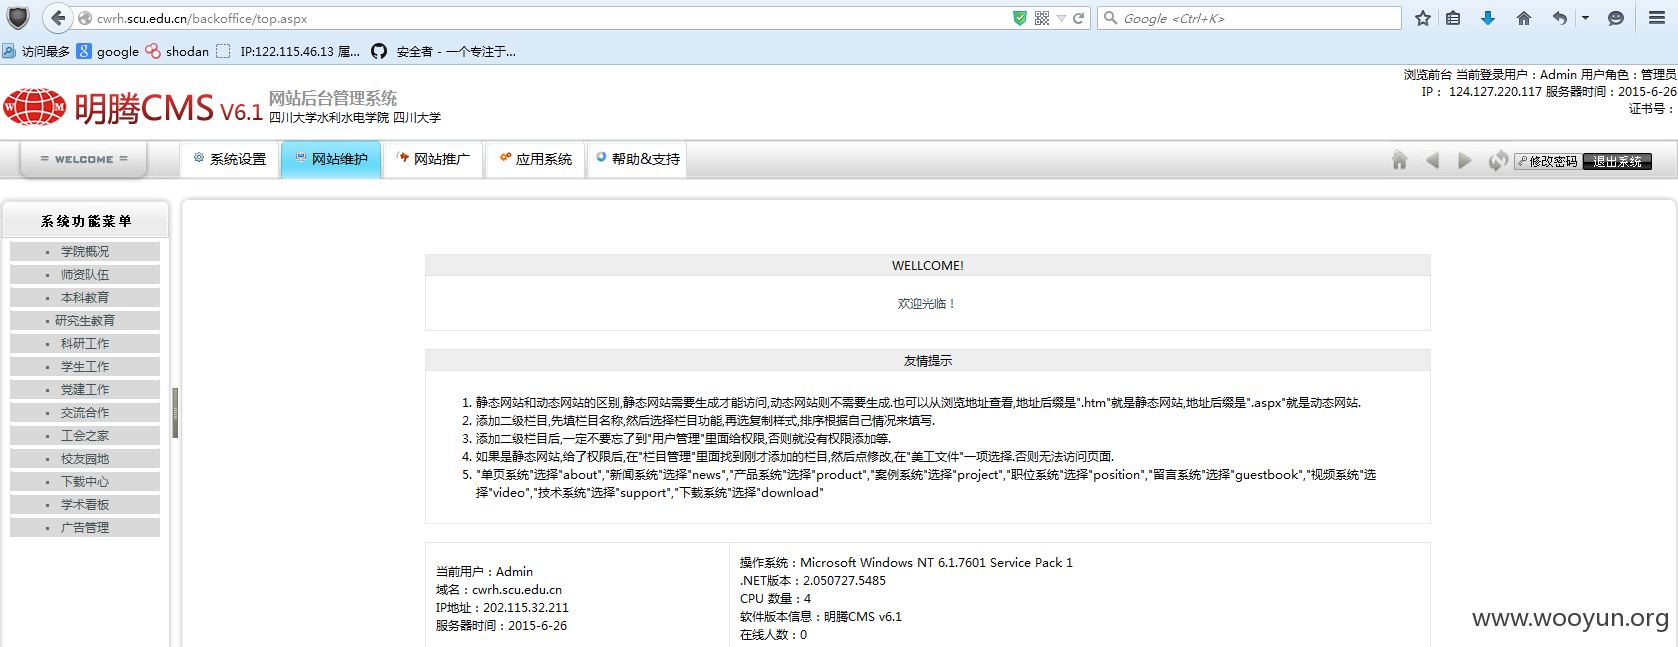 cwrh.scu.edu.cn/backoffice/top.aspx
Google <Ctrl+K>
访问最多 google shodan IP:122.115.46.13 属... 安全者 - 一个专注于...
浏览前台 当前登录用户：Admin 用户角色：管理员
IP： 124.127.220.117 服务器时间：2015-6-26
证书号：
明腾CMS V6.1
网站后台管理系统
四川大学水利水电学院 四川大学
= WELCOME =
系统设置 网站维护 网站推广 应用系统 帮助&支持
修改密码 退出系统
系统功能菜单
学院概况
师资队伍
本科教育
研究生教育
科研工作
学生工作
党建工作
交流合作
工会之家
校友园地
下载中心
学术看板
广告管理
WELLCOME!
欢迎光临！
友情提示
1. 静态网站和动态网站的区别,静态网站需要生成才能访问,动态网站则不需要生成.也可以从浏览地址查看,地址后缀是".htm"就是静态网站,地址后缀是".aspx"就是动态网站.
2. 添加二级栏目,先填栏目名称,然后选择栏目功能,再选复制样式,排序根据自己情况来填写.
3. 添加二级栏目后,一定不要忘了到"用户管理"里面给权限,否则就没有权限添加等.
4. 如果是静态网站,给了权限后,在"栏目管理"里面找到刚才添加的栏目,然后点修改,在"美工文件"一项选择.否则无法访问页面.
5. "单页系统"选择"about","新闻系统"选择"news","产品系统"选择"product","案例系统"选择"project","职位系统"选择"position","留言系统"选择"guestbook","视频系统"选
择"video","技术系统"选择"support","下载系统"选择"download"
当前用户：Admin
域名：cwrh.scu.edu.cn
IP地址：202.115.32.211
服务器时间：2015-6-26
操作系统：Microsoft Windows NT 6.1.7601 Service Pack 1
.NET版本：2.050727.5485
CPU 数量：4
软件版本信息：明腾CMS v6.1
在线人数：0
www.wooyun.org